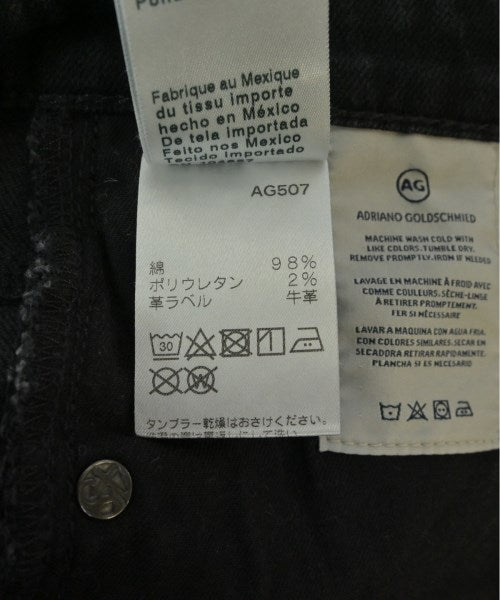 Fabrique au Mexique
du tissu importe
hecho en México
De tela importada
Feito nos Mexico
Tecido importado
AG507
綿 98%
ポリウレタン 2%
革ラベル 牛革
30
W
タンブラー乾燥はおさけください。
AG
ADRIANO GOLDSCHMIED
MACHINE WASH COLD WITH
LIKE COLORS. TUMBLE DRY.
REMOVE PROMPTLY. IRON IF NEEDED
LAVAGE EN MACHINE À FROID AVEC
COMME COULEURS. SÈCHE-LINGE
À RETIRER PROMPTEMENT.
FER SI NÉCESSAIRE
LAVAR A MAQUINA CON AGUA FRIA.
CON COLORES SIMILARES. SECAR EN
SECADORA RETIRAR RAPIDAMENTE.
PLANCHA SI ES NECESARIO